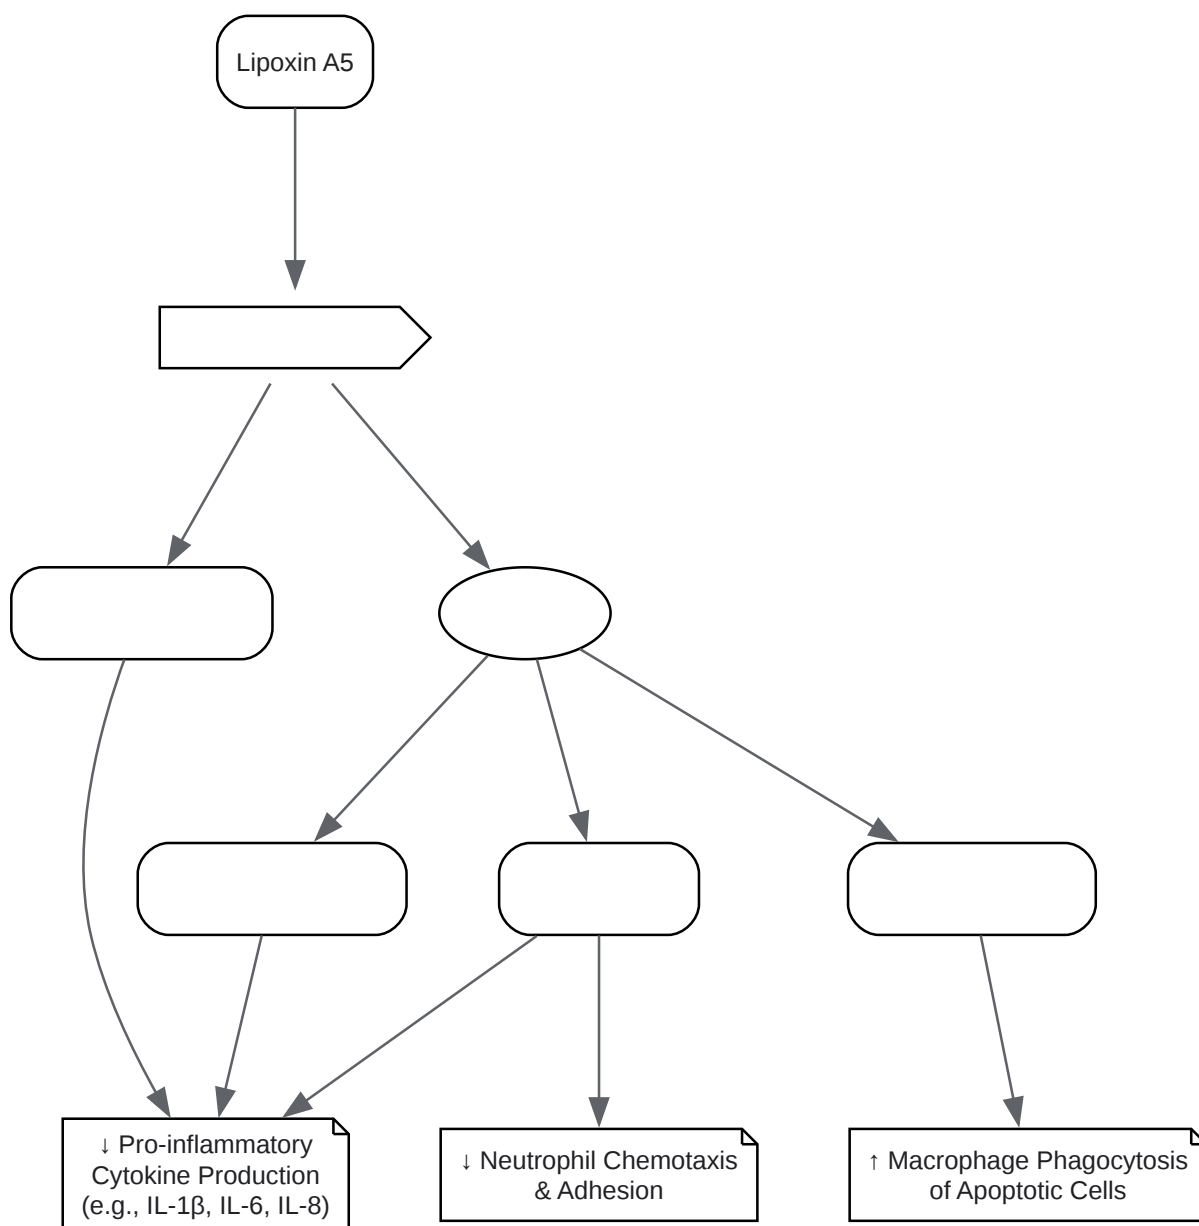 Lipoxin A5
↓ Pro-inflammatory
Cytokine Production
(e.g., IL-1β, IL-6, IL-8)
↓ Neutrophil Chemotaxis
& Adhesion
↑ Macrophage Phagocytosis
of Apoptotic Cells